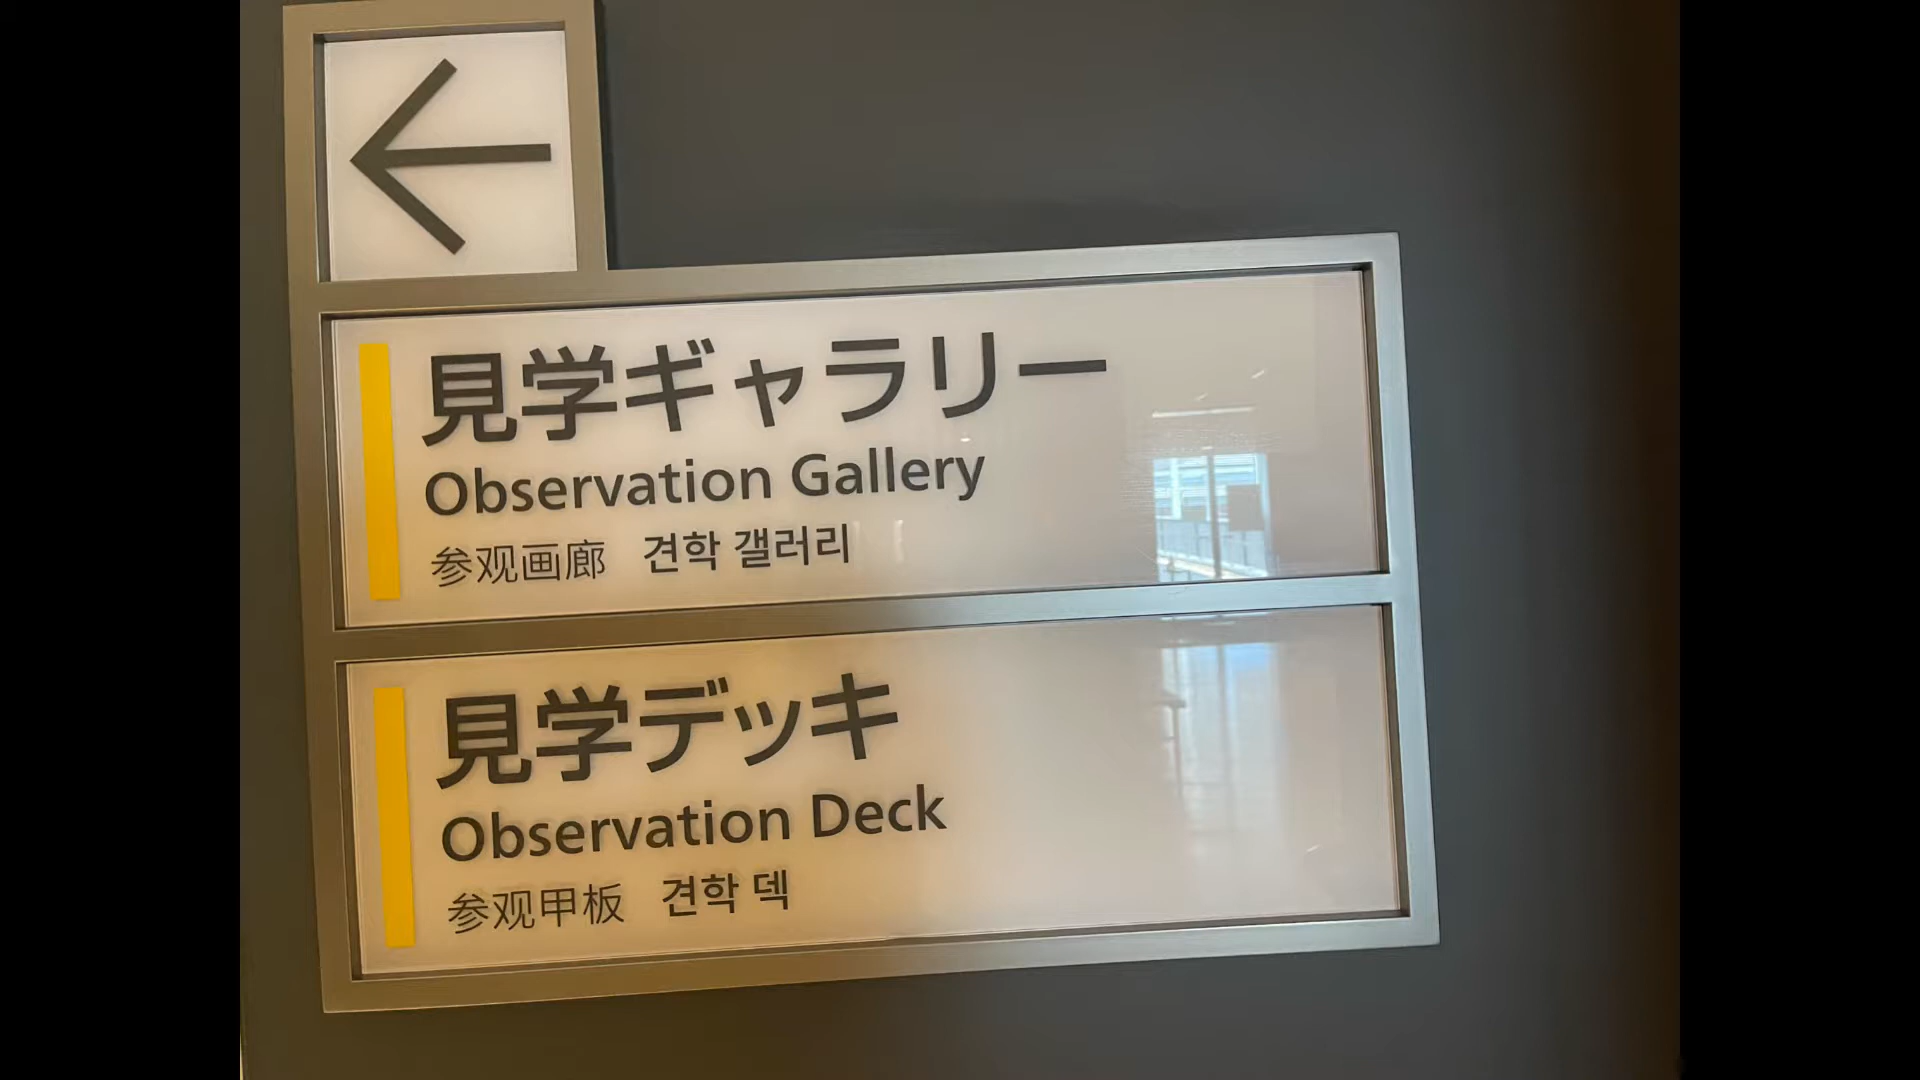 見学ギャラリー
Observation Gallery
参观画廊 견학 갤러리
見学デッキ
Observation Deck
参观甲板 견학 덱